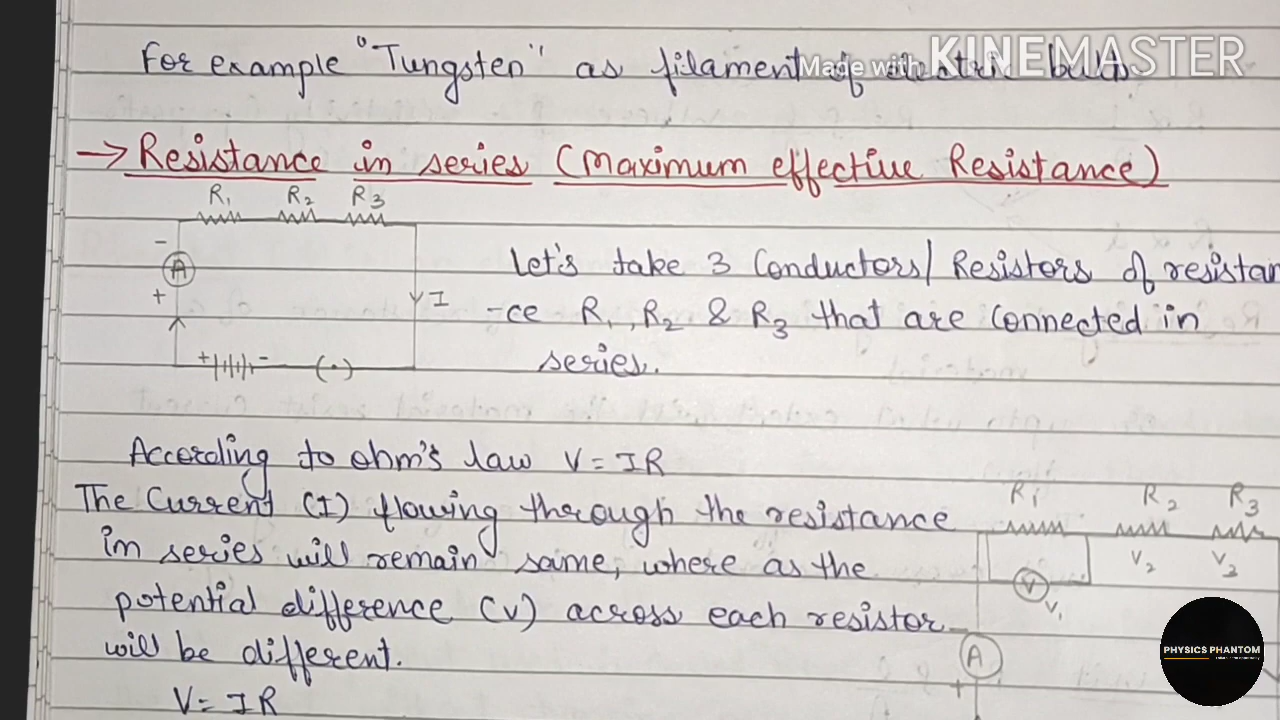 For example "Tungsten" as filament of electric bulb.
Made with KINEMASTER
→ Resistance in series (Maximum effective Resistance)
R1 R2 R3
-
A
+
I
+ -
(·)
Let's take 3 Conductors/Resistors of resistan
-ce R1, R2 & R3 that are connected in
series.
According to ohm's law V = IR
The Current (I) flowing through the resistance
in series will remain same, where as the
potential difference (V) across each resistor
will be different.
V = IR
R1 R2 R3
V V1 V2 V3
A
+
PHYSICS PHANTOM